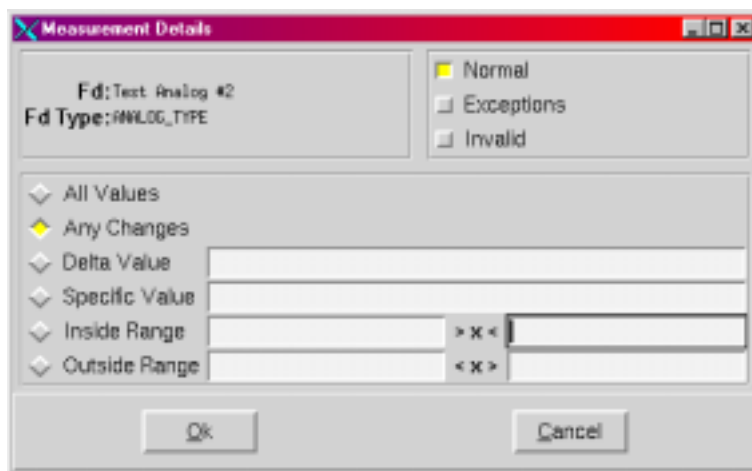 Measurement Details
Fd: Test Analog #2
Fd Type: ANALOG_TYPE
Normal
Exceptions
Invalid
All Values
Any Changes
Delta Value
Specific Value
Inside Range > x <
Outside Range < x >
Ok Cancel